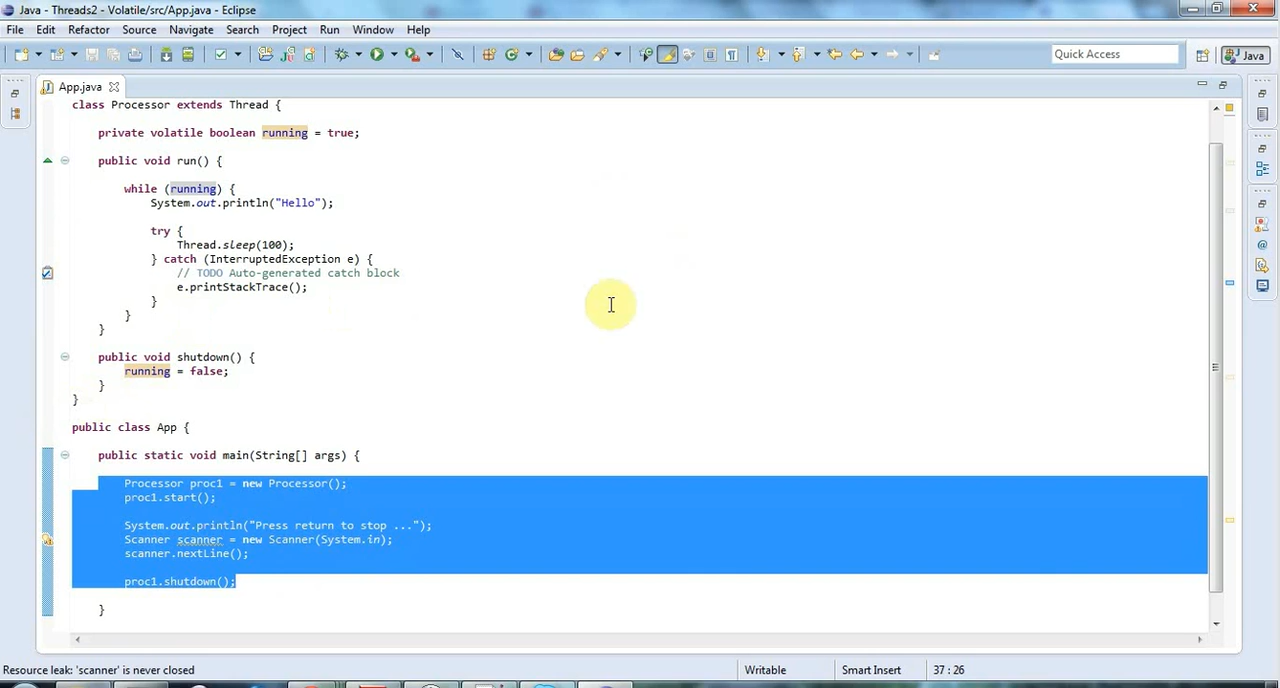 Java - Threads2 - Volatile/src/App.java - Eclipse
File Edit Refactor Source Navigate Search Project Run Window Help
Quick Access
Java
App.java
class Processor extends Thread {
private volatile boolean running = true;
public void run() {
while (running) {
System.out.println("Hello");
try {
Thread.sleep(100);
} catch (InterruptedException e) {
// TODO Auto-generated catch block
e.printStackTrace();
}
}
}
public void shutdown() {
running = false;
}
}
public class App {
public static void main(String[] args) {
Processor proc1 = new Processor();
proc1.start();
System.out.println("Press return to stop ...");
Scanner scanner = new Scanner(System.in);
scanner.nextLine();
proc1.shutdown();
}
Resource leak: 'scanner' is never closed
Writable
Smart Insert
37 : 26